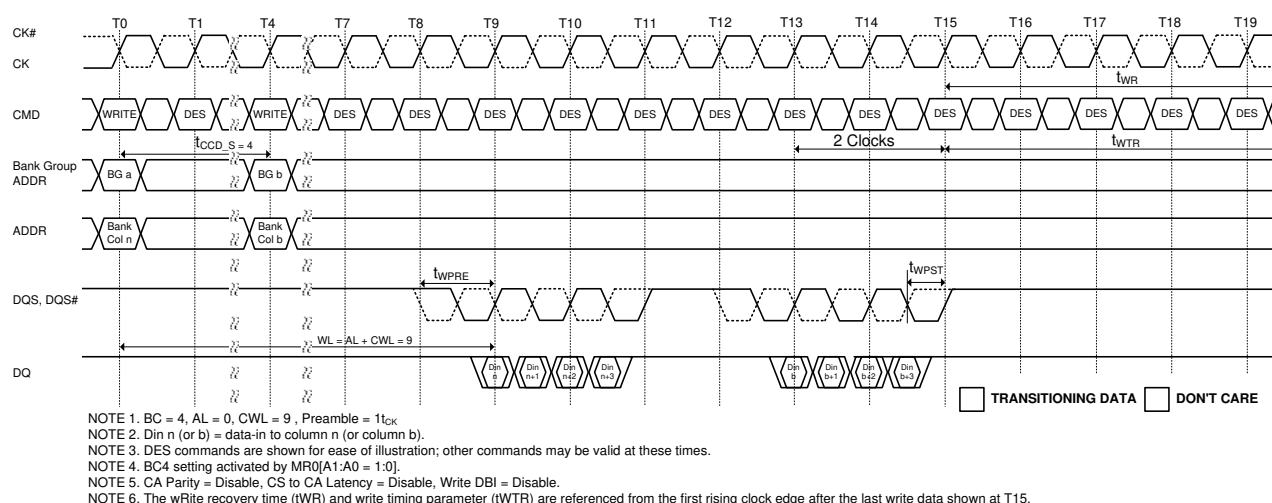 T0 T1 T4 T7 T8 T9 T10 T11 T12 T13 T14 T15 T16 T17 T18 T19
CK#
CK
tWR
CMD WRITE DES WRITE DES DES DES DES DES DES DES DES DES DES DES DES DES
tCCD_S = 4 2 Clocks tWTR
Bank Group
ADDR
BG a BG b
ADDR
Bank
Col n
Bank
Col b
tWPRE tWPST
DQS, DQS#
WL = AL + CWL = 9
DQ
Din
n
Din
n+1
Din
n+2
Din
n+3
Din
b
Din
b+1
Din
b+2
Din
b+3
TRANSITIONING DATA DON'T CARE
NOTE 1. BC = 4, AL = 0, CWL = 9 , Preamble = 1tCK
NOTE 2. Din n (or b) = data-in to column n (or column b).
NOTE 3. DES commands are shown for ease of illustration; other commands may be valid at these times.
NOTE 4. BC4 setting activated by MR0[A1:A0 = 1:0].
NOTE 5. CA Parity = Disable, CS to CA Latency = Disable, Write DBI = Disable.
NOTE 6. The wRite recovery time (tWR) and write timing parameter (tWTR) are referenced from the first rising clock edge after the last write data shown at T15.